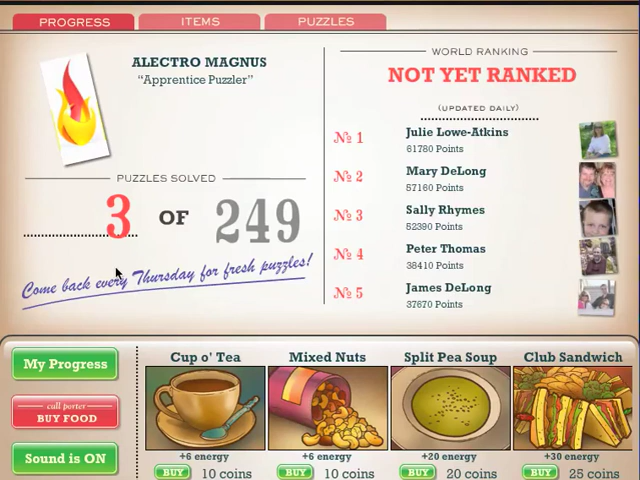 PROGRESS
ITEMS
PUZZLES
ALECTRO MAGNUS
"Apprentice Puzzler"
PUZZLES SOLVED
3 OF 249
Come back every Thursday for fresh puzzles!
WORLD RANKING
NOT YET RANKED
(UPDATED DAILY)
№ 1 Julie Lowe-Atkins
61780 Points
№ 2 Mary DeLong
57160 Points
№ 3 Sally Rhymes
52390 Points
№ 4 Peter Thomas
38410 Points
№ 5 James DeLong
37670 Points
My Progress
call porter
BUY FOOD
Sound is ON
Cup o' Tea
+6 energy
BUY 10 coins
Mixed Nuts
+6 energy
BUY 10 coins
Split Pea Soup
+20 energy
BUY 20 coins
Club Sandwich
+30 energy
BUY 25 coins